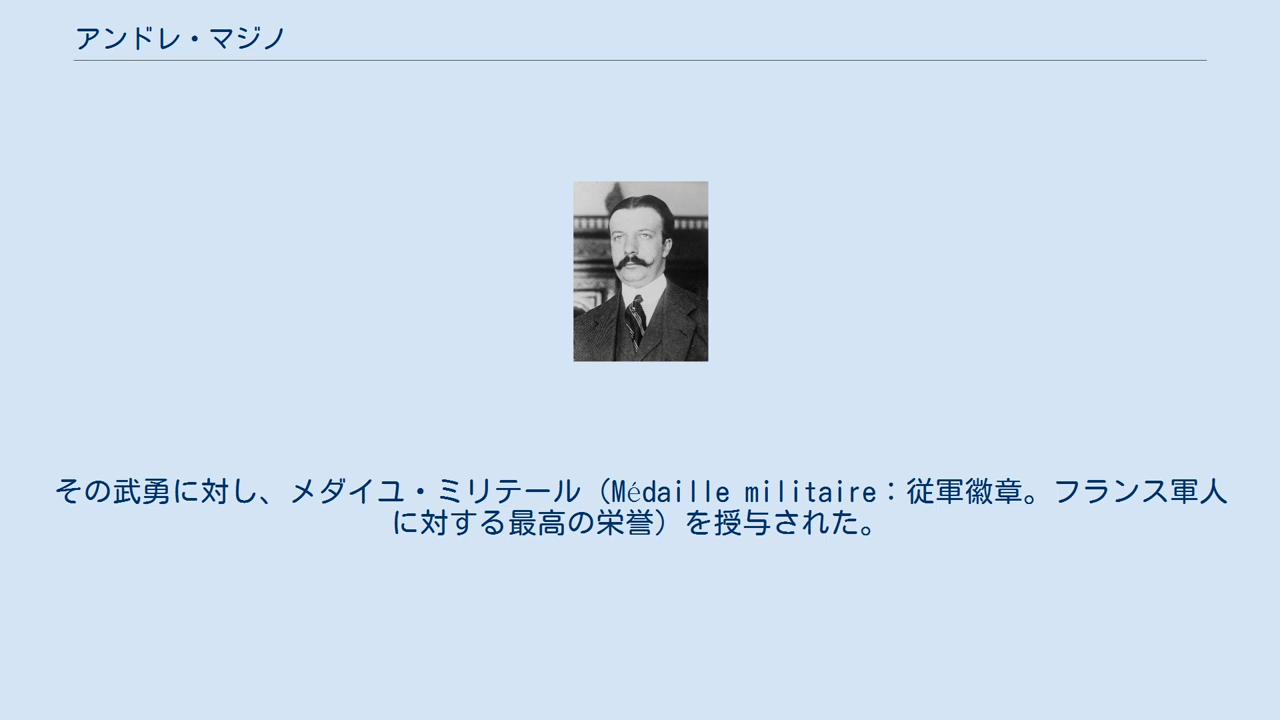 アンドレ・マジノ
その武勇に対し、メダイユ・ミリテール（Médaille militaire：従軍徽章。フランス軍人
に対する最高の栄誉）を授与された。